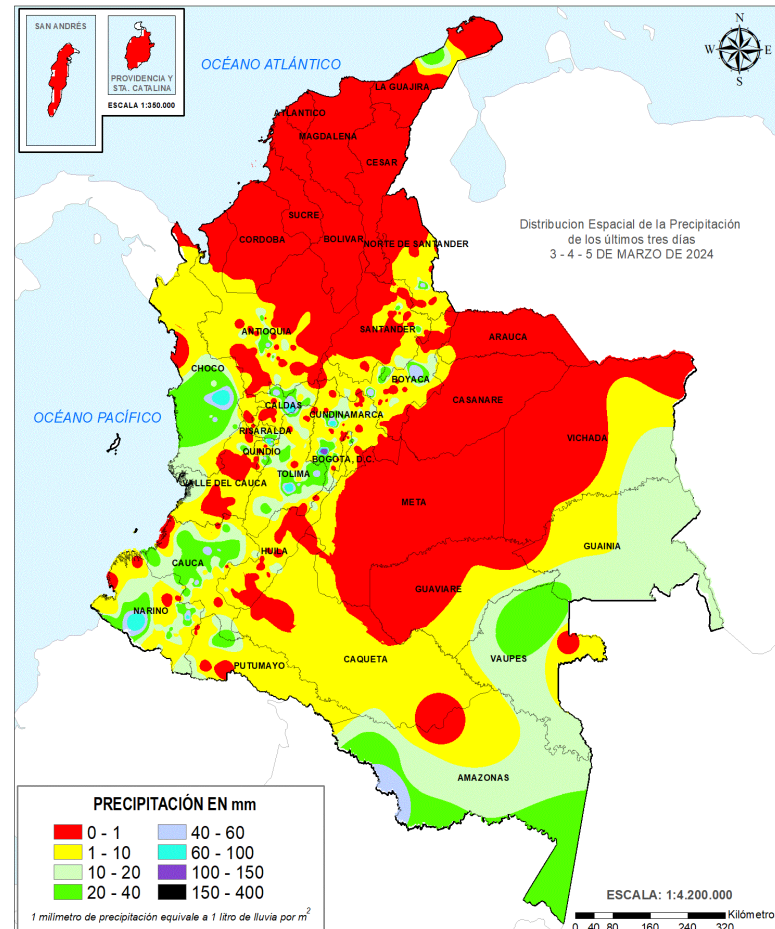 SAN ANDRÉS
PROVIDENCIA Y
STA. CATALINA
ESCALA 1:350.000
OCÉANO ATLÁNTICO
N
W
E
S
LA GUAJIRA
ATLANTICO
MAGDALENA
CESAR
SUCRE
CORDOBA
BOLIVAR
NORTE DE SANTANDER
Distribucion Espacial de la Precipitación
de los últimos tres días
3 - 4 - 5 DE MARZO DE 2024
ANTIOQUIA
SANTANDER
ARAUCA
CHOCO
BOYACA
CASANARE
OCÉANO PACÍFICO
CALDAS
CUNDINAMARCA
RISARALDA
VICHADA
QUINDIO
BOGOTA, D.C.
TOLIMA
VALLE DEL CAUCA
META
HUILA
GUAINIA
CAUCA
GUAVIARE
NARIÑO
CAQUETA
VAUPES
PUTUMAYO
AMAZONAS
PRECIPITACIÓN EN mm
0 - 1
40 - 60
1 - 10
60 - 100
10 - 20
100 - 150
20 - 40
150 - 400
1 milimetro de precipitación equivale a 1 litro de lluvia por m2
ESCALA: 1:4.200.000
Kilómetro
0 40 80 160 240 320